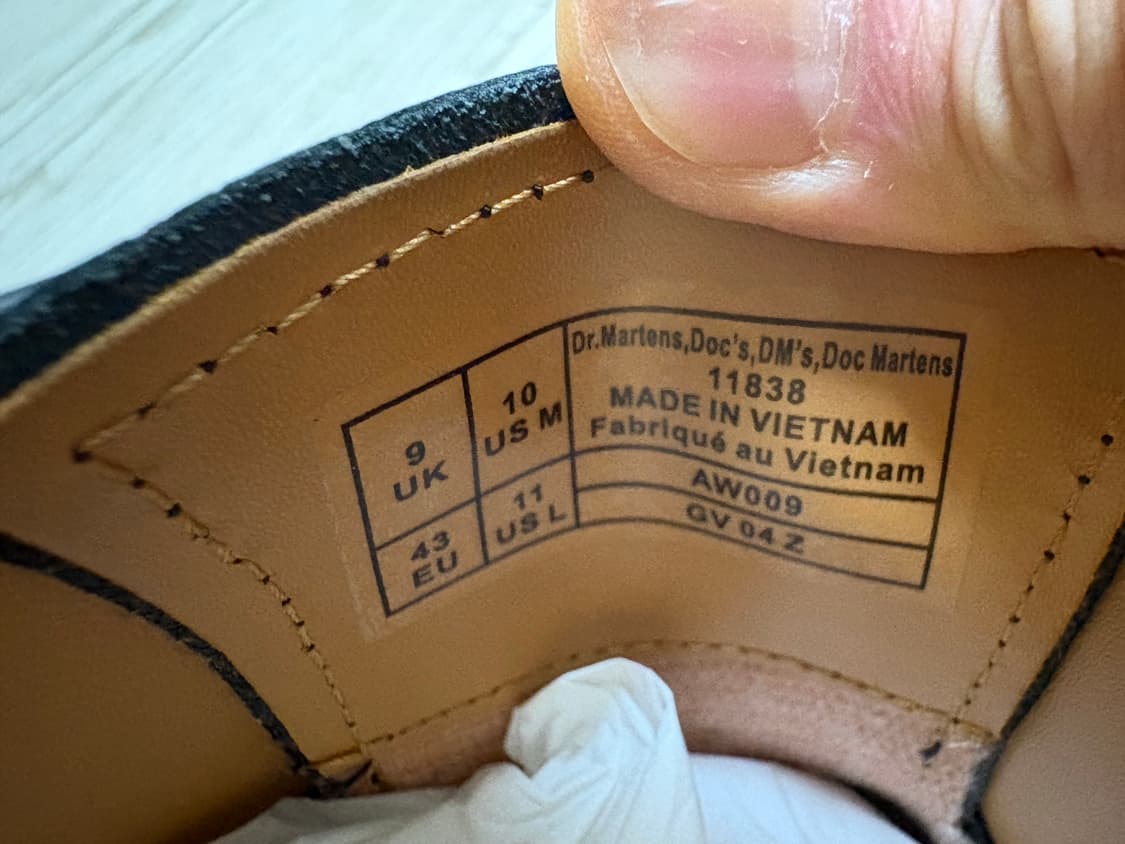 9
UK
10
US M
43
EU
11
US L
Dr.Martens,Doc's,DM's,Doc Martens
11838
MADE IN VIETNAM
Fabriqué au Vietnam
AW009
GV 04 Z